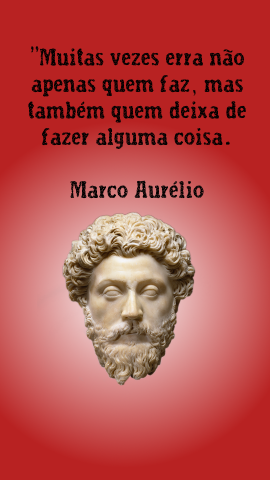 "Muitas vezes erra não
apenas quem faz, mas
também quem deixa de
fazer alguma coisa.
Marco Aurélio